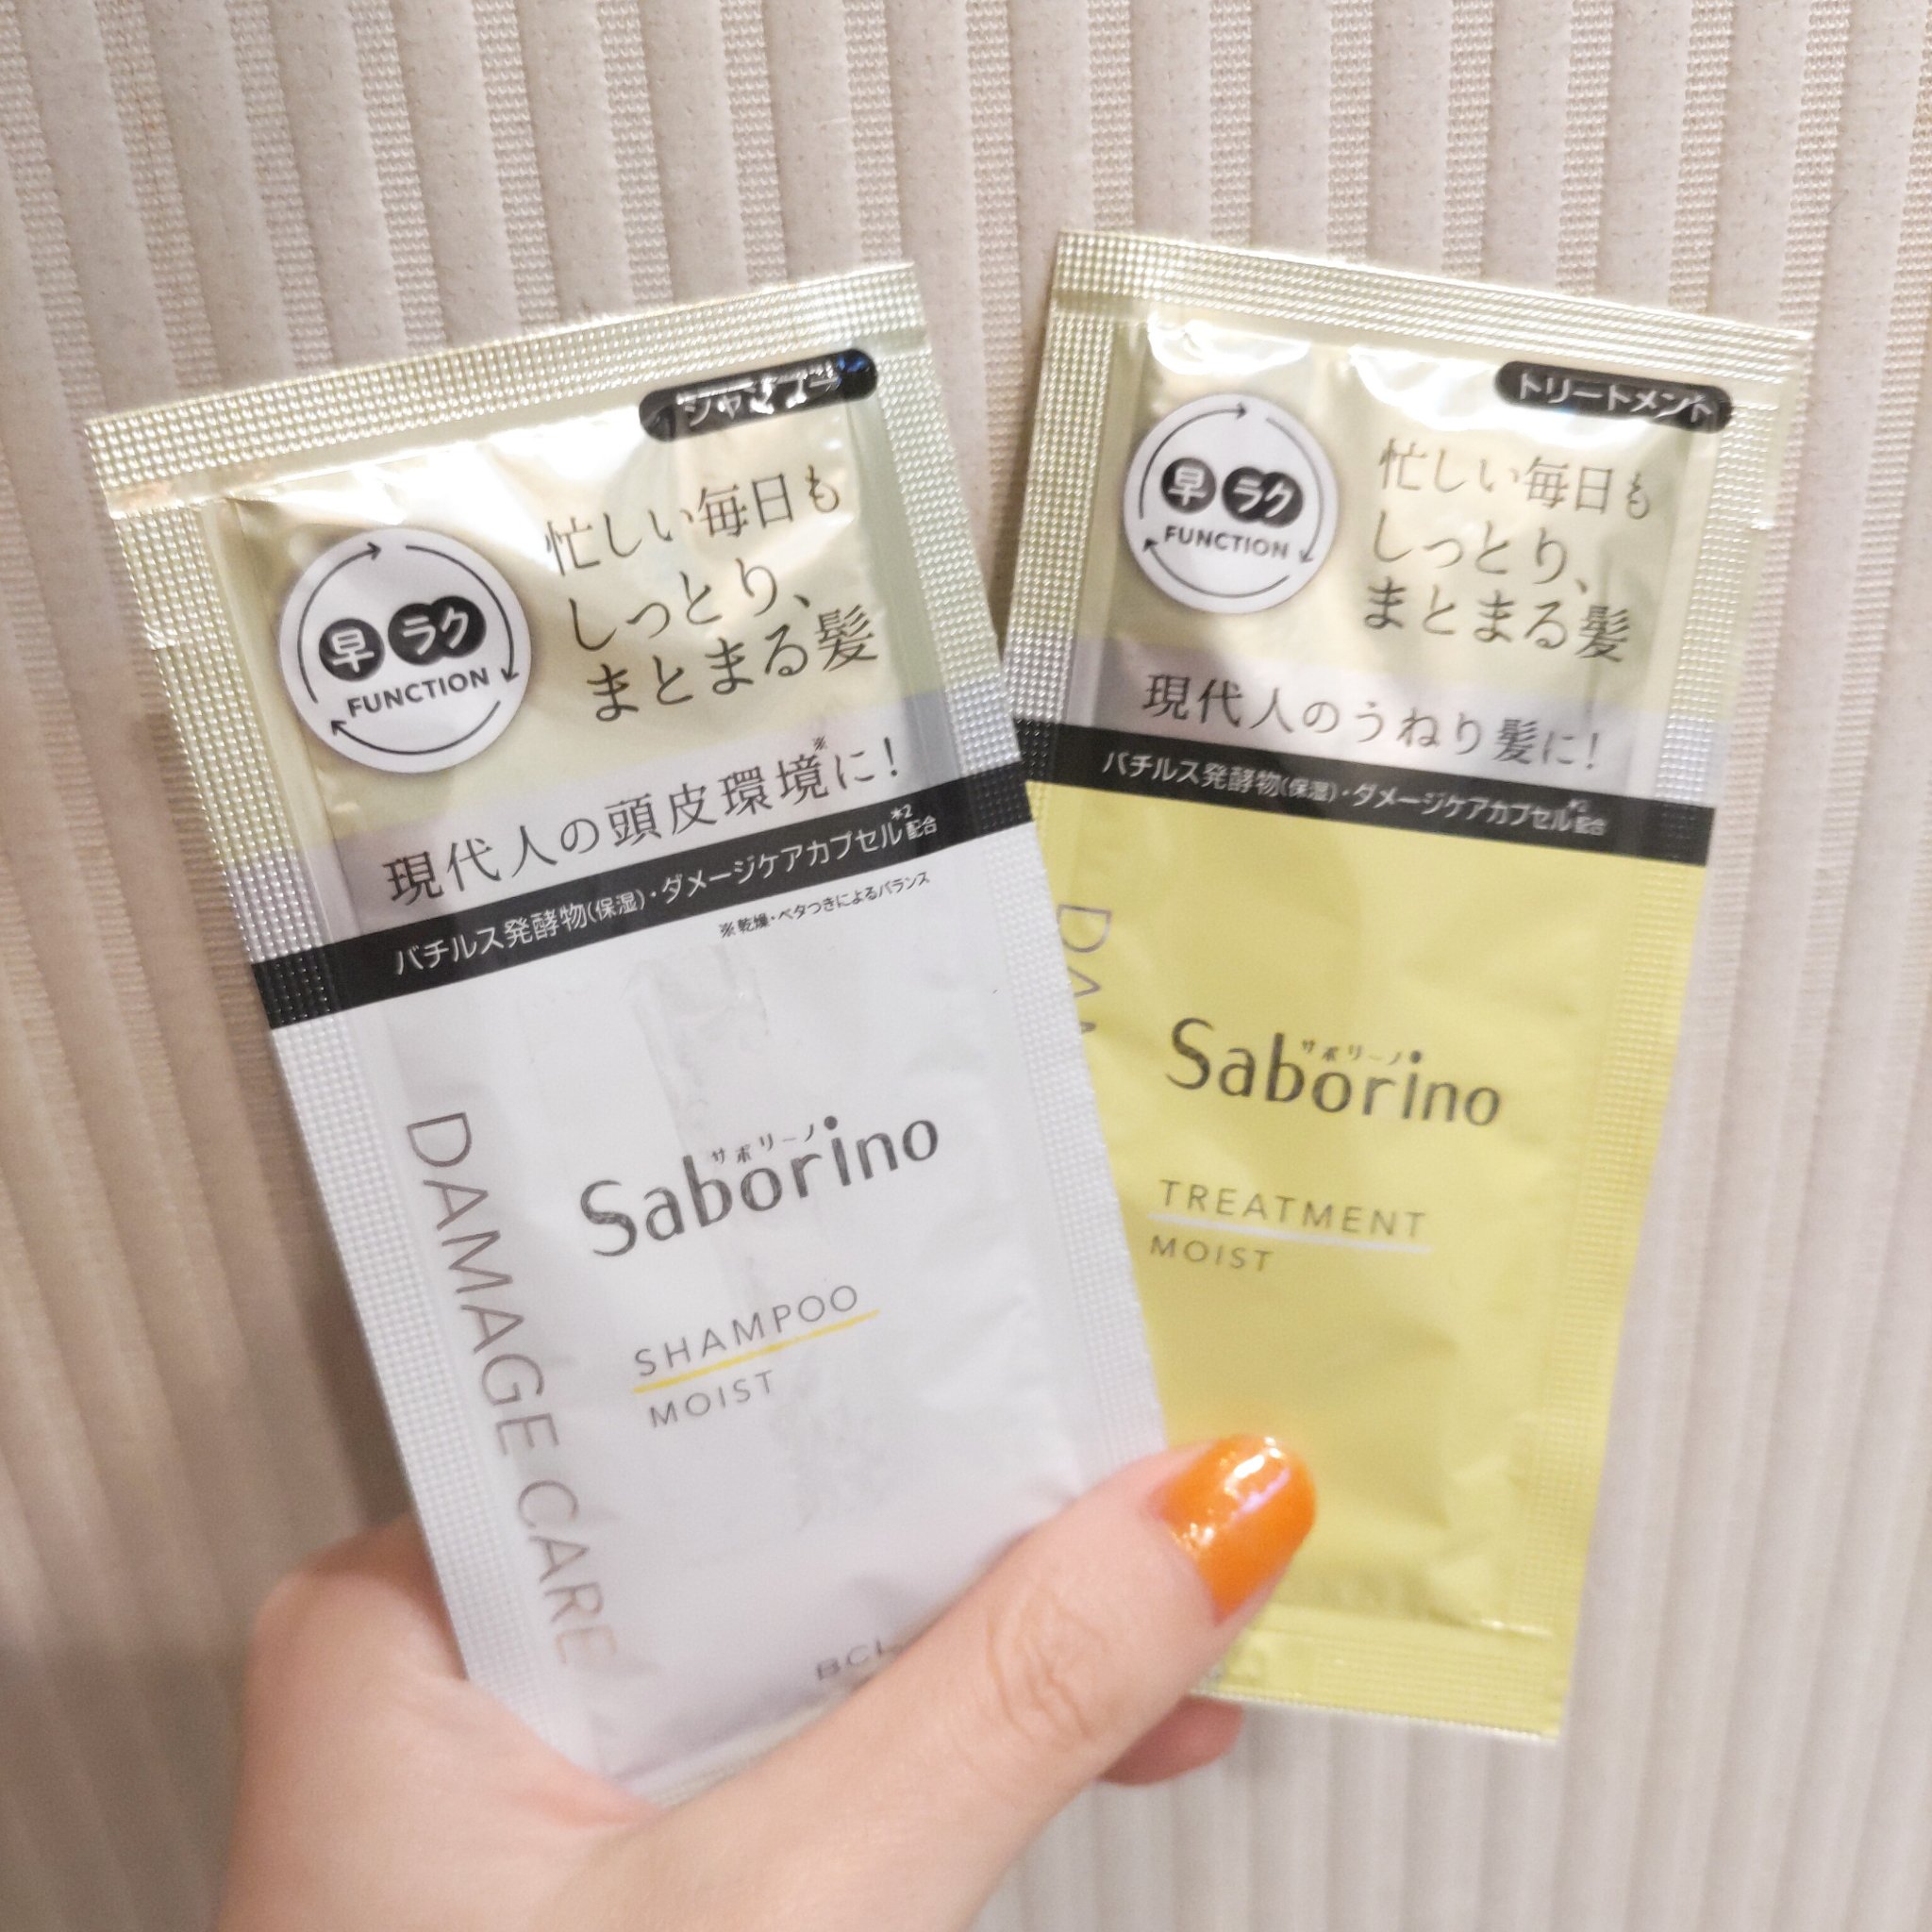 シャンプー
早 ラク
FUNCTION
忙しい毎日も
しっとり、
まとまる髪
現代人の頭皮環境※に!
バチルス発酵物(保湿)・ダメージケアカプセル*2配合
※乾燥・ベタつきによるバランス
DAMAGE CARE
サボリーノ
Saborino
SHAMPOO
MOIST
BCL
トリートメント
早 ラク
FUNCTION
忙しい毎日も
しっとり、
まとまる髪
現代人のうねり髪に!
バチルス発酵物(保湿)・ダメージケアカプセル*2配合
サボリーノ
Saborino
TREATMENT
MOIST